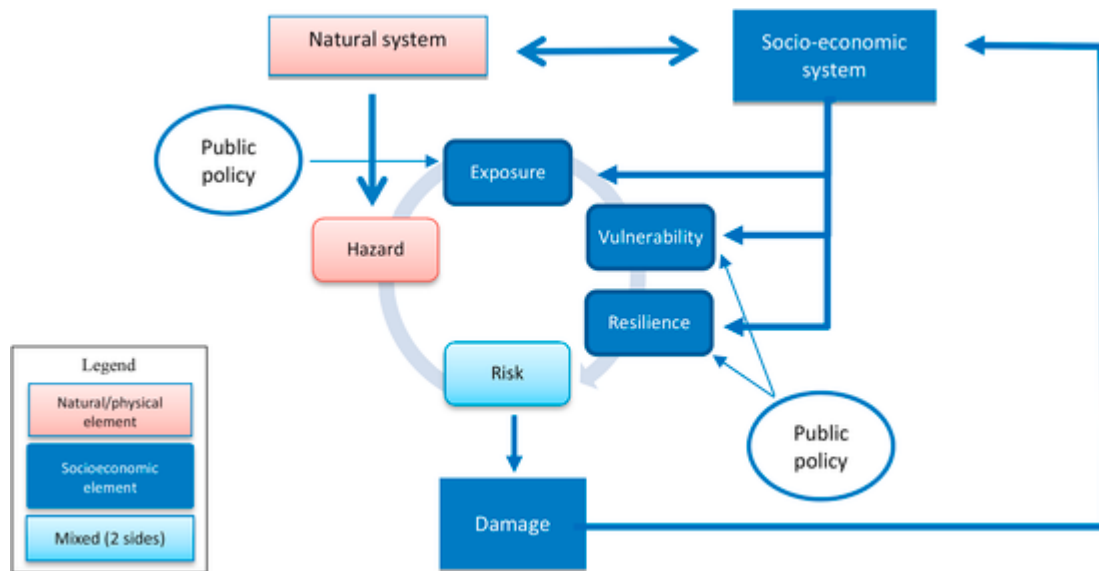 Natural system
Socio-economic
system
Public
policy
Exposure
Vulnerability
Hazard
Resilience
Risk
Legend
Natural/physical
element
Socioeconomic
element
Mixed (2 sides)
Public
policy
Damage